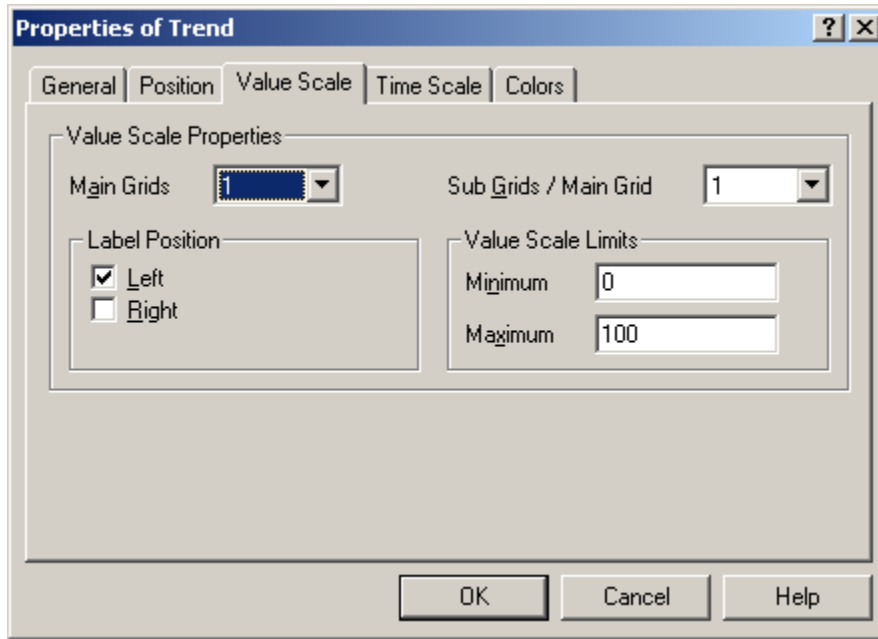 Properties of Trend
General Position Value Scale Time Scale Colors
Value Scale Properties
Main Grids 1 Sub Grids / Main Grid 1
Label Position
Left
Right
Value Scale Limits
Minimum 0
Maximum 100
OK Cancel Help